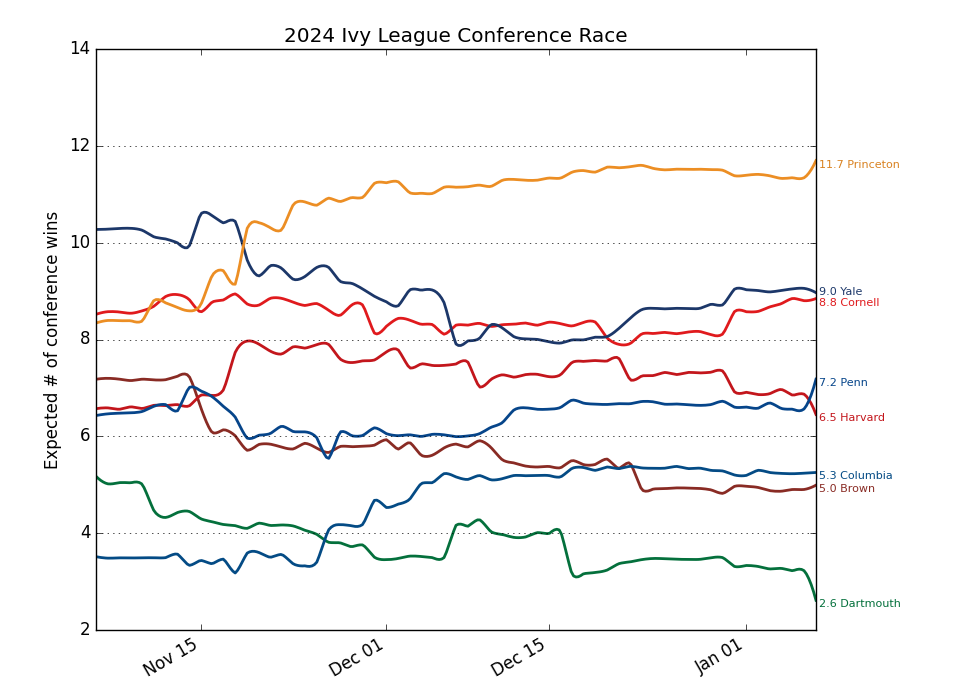 2024 Ivy League Conference Race
Expected # of conference wins
14
12
10
8
6
4
2
11.7 Princeton
9.0 Yale
8.8 Cornell
7.2 Penn
6.5 Harvard
5.3 Columbia
5.0 Brown
2.6 Dartmouth
Nov 15
Dec 01
Dec 15
Jan 01